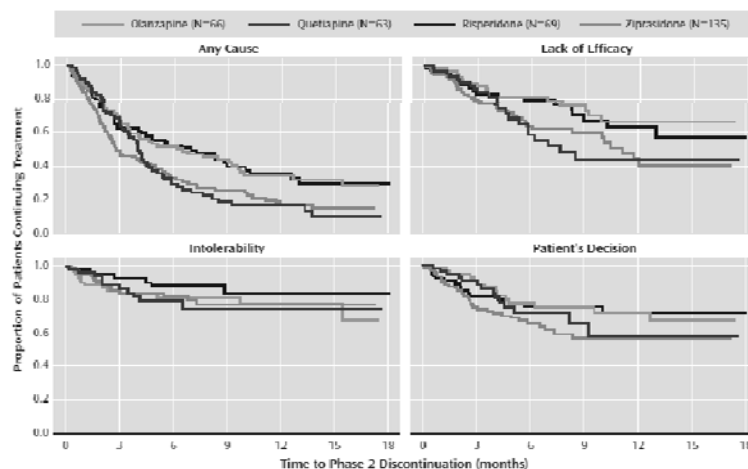 Olanzapine (N=66) Quetiapine (N=63) Risperidone (N=69) Ziprasidone (N=135)
Any Cause Lack of Efficacy
1.0
0.8
0.6
0.4
0.2
0.0
Intolerability Patient's Decision
1.0
0.8
0.6
0.4
0.2
0.0
0 3 6 9 12 15 18 0 3 6 9 12 15 18
Proportion of Patients Continuing Treatment
Time to Phase 2 Discontinuation (months)